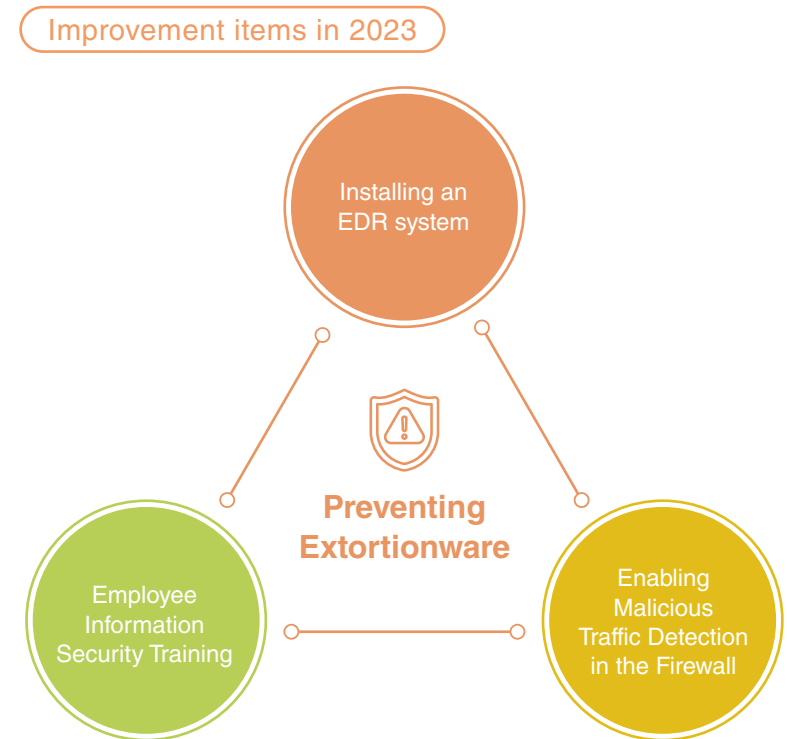 Improvement items in 2023
Installing an
EDR system
Preventing
Extortionware
Employee
Information
Security Training
Enabling
Malicious
Traffic Detection
in the Firewall